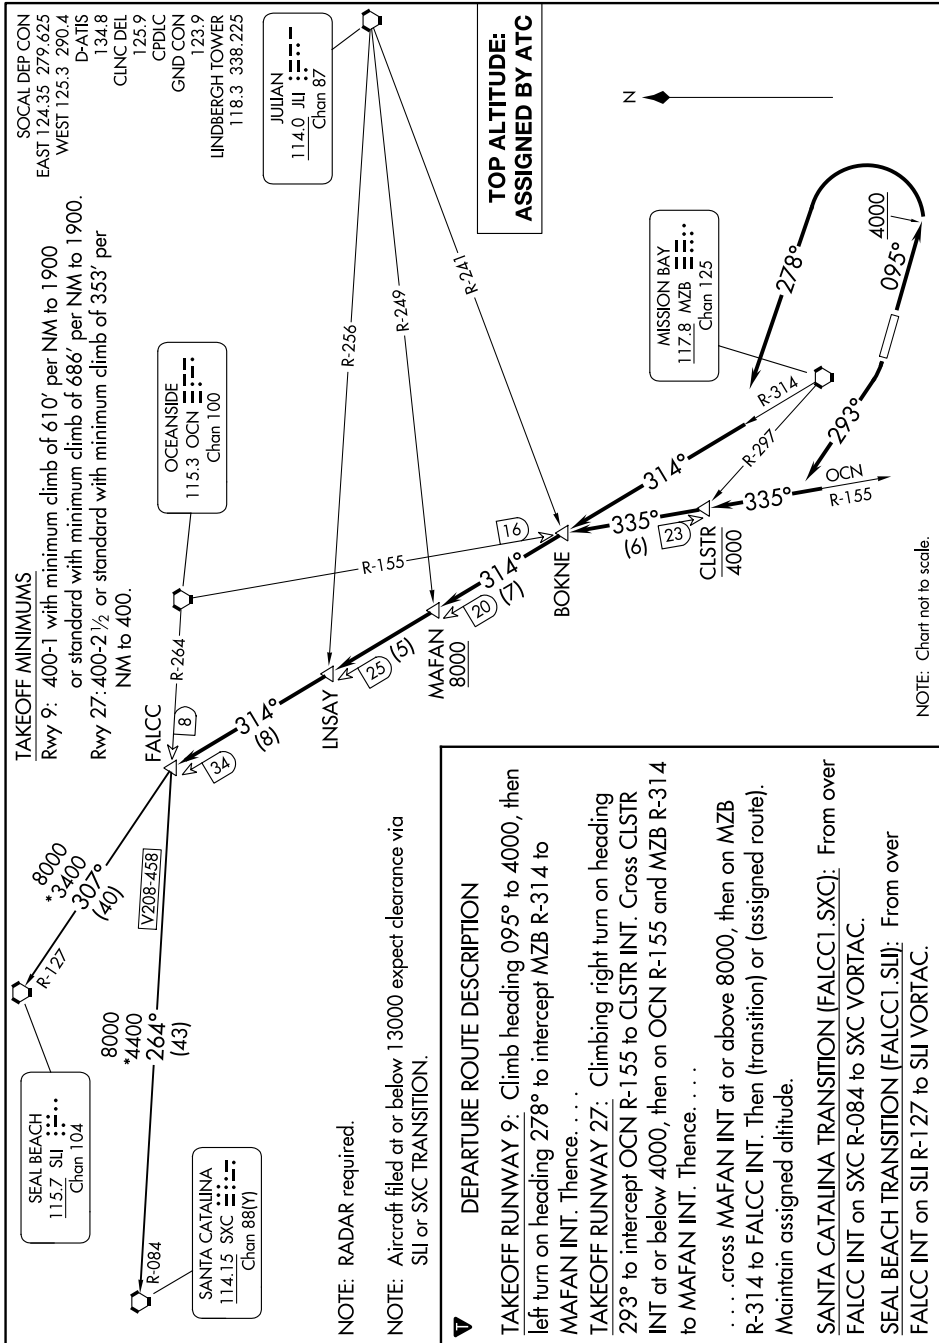 SOCAL DEP CON
EAST 124.35 279.625
WEST 125.3 290.4
D-ATIS
134.8
CLNC DEL
125.9
CPDLC
GND CON
123.9
LINDBERGH TOWER
118.3 338.225
TAKEOFF MINIMUMS
Rwy 9: 400-1 with minimum climb of 610' per NM to 1900
or standard with minimum climb of 686' per NM to 1900.
Rwy 27: 400-2½ or standard with minimum climb of 353' per
NM to 400.
TOP ALTITUDE:
ASSIGNED BY ATC
JULIAN
114.0 JLI
Chan 87
OCEANSIDE
115.3 OCN
Chan 100
MISSION BAY
117.8 MZB
Chan 125
SEAL BEACH
115.7 SLI
Chan 104
SANTA CATALINA
114.15 SXC
Chan 88(Y)
N
R-127
8000
*3400
307°
(40)
V208-458
8000
*4400
264°
(43)
R-084
FALCC
R-264
8
34
314°
(8)
LNSAY
R-256
25
(5)
MAFAN
8000
R-249
20
314°
(7)
R-155
16
BOKNE
R-241
314°
R-314
335°
(6)
23
CLSTR
4000
R-297
335°
OCN
R-155
293°
278°
095°
4000
NOTE: RADAR required.
NOTE: Aircraft filed at or below 13000 expect clearance via
SLI or SXC TRANSITION.
NOTE: Chart not to scale.
T
DEPARTURE ROUTE DESCRIPTION
TAKEOFF RUNWAY 9: Climb heading 095° to 4000, then
left turn on heading 278° to intercept MZB R-314 to
MAFAN INT. Thence. . . .
TAKEOFF RUNWAY 27: Climbing right turn on heading
293° to intercept OCN R-155 to CLSTR INT. Cross CLSTR
INT at or below 4000, then on OCN R-155 and MZB R-314
to MAFAN INT. Thence. . . .
. . . .cross MAFAN INT at or above 8000, then on MZB
R-314 to FALCC INT. Then (transition) or (assigned route).
Maintain assigned altitude.
SANTA CATALINA TRANSITION (FALCC1.SXC): From over
FALCC INT on SXC R-084 to SXC VORTAC.
SEAL BEACH TRANSITION (FALCC1.SLI): From over
FALCC INT on SLI R-127 to SLI VORTAC.